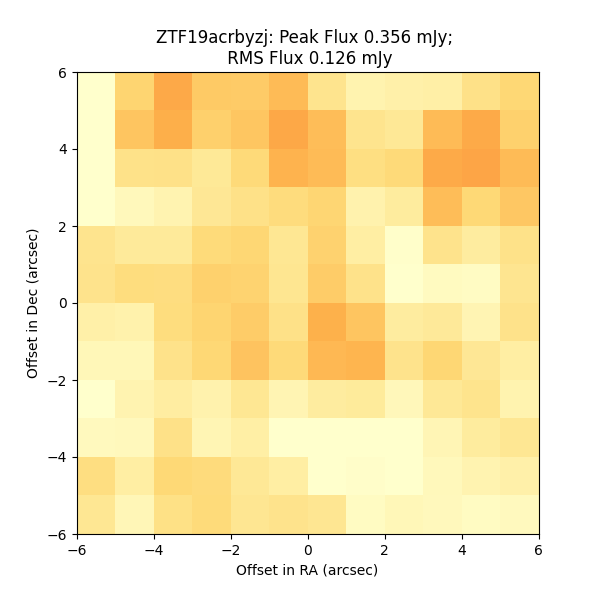 ZTF19acrbyzj: Peak Flux 0.356 mJy;
RMS Flux 0.126 mJy
6
4
2
0
−2
−4
−6
Offset in Dec (arcsec)
−6 −4 −2 0 2 4 6
Offset in RA (arcsec)